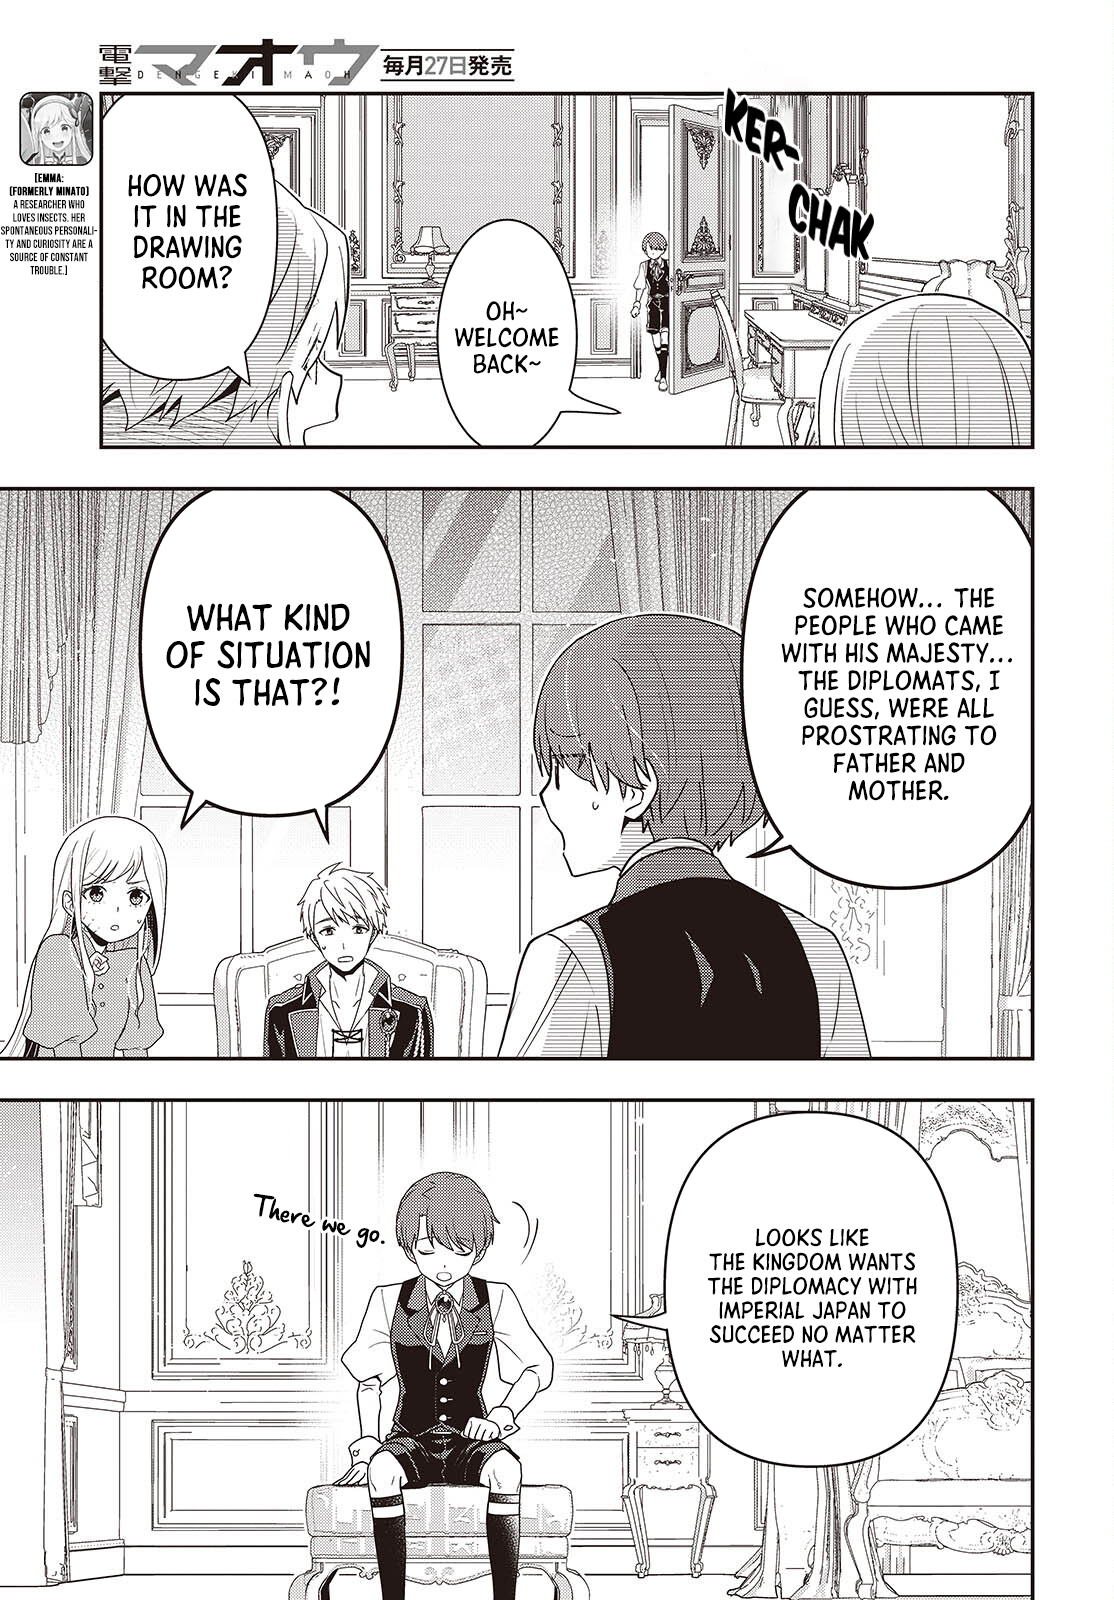 電撃マオウ
DENGEKI MAOH
毎月27日発売
[EMMA:
(FORMERLY MINATO)
A RESEARCHER WHO
LOVES INSECTS. HER
SPONTANEOUS PERSONALI-
TY AND CURIOSITY ARE A
SOURCE OF CONSTANT
TROUBLE.]
KER-
CHAK
OH~
WELCOME
BACK~
HOW WAS
IT IN THE
DRAWING
ROOM?
SOMEHOW... THE
PEOPLE WHO CAME
WITH HIS MAJESTY...
THE DIPLOMATS, I
GUESS, WERE ALL
PROSTRATING TO
FATHER AND
MOTHER.
WHAT KIND
OF SITUATION
IS THAT?!
LOOKS LIKE
THE KINGDOM WANTS
THE DIPLOMACY WITH
IMPERIAL JAPAN TO
SUCCEED NO MATTER
WHAT.
There we go.